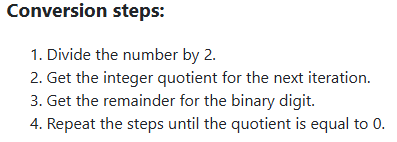 Conversion steps:
1. Divide the number by 2.
2. Get the integer quotient for the next iteration.
3. Get the remainder for the binary digit.
4. Repeat the steps until the quotient is equal to 0.